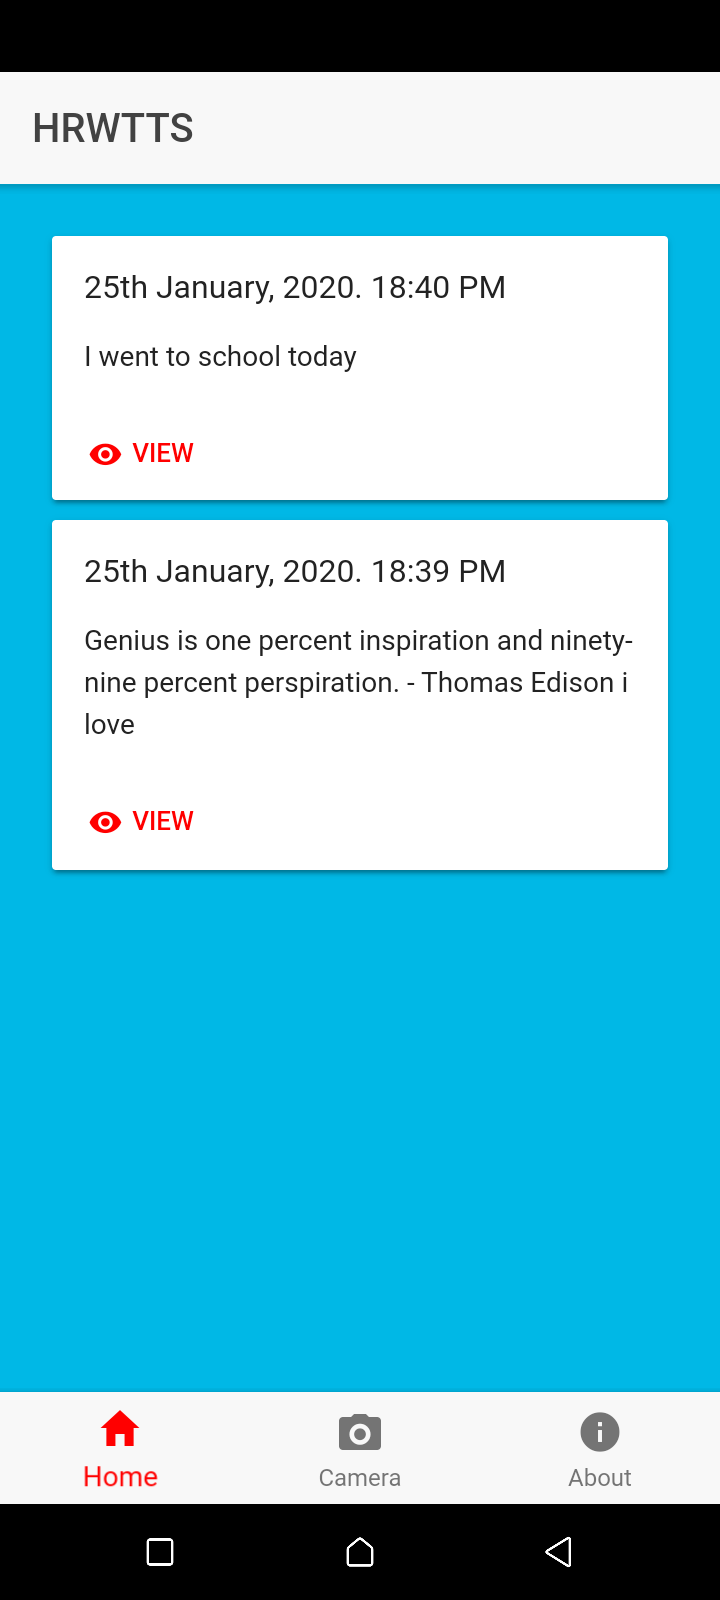 HRWTTS
25th January, 2020. 18:40 PM
I went to school today
VIEW
25th January, 2020. 18:39 PM
Genius is one percent inspiration and ninety-
nine percent perspiration. - Thomas Edison i
love
VIEW
Home
Camera
About